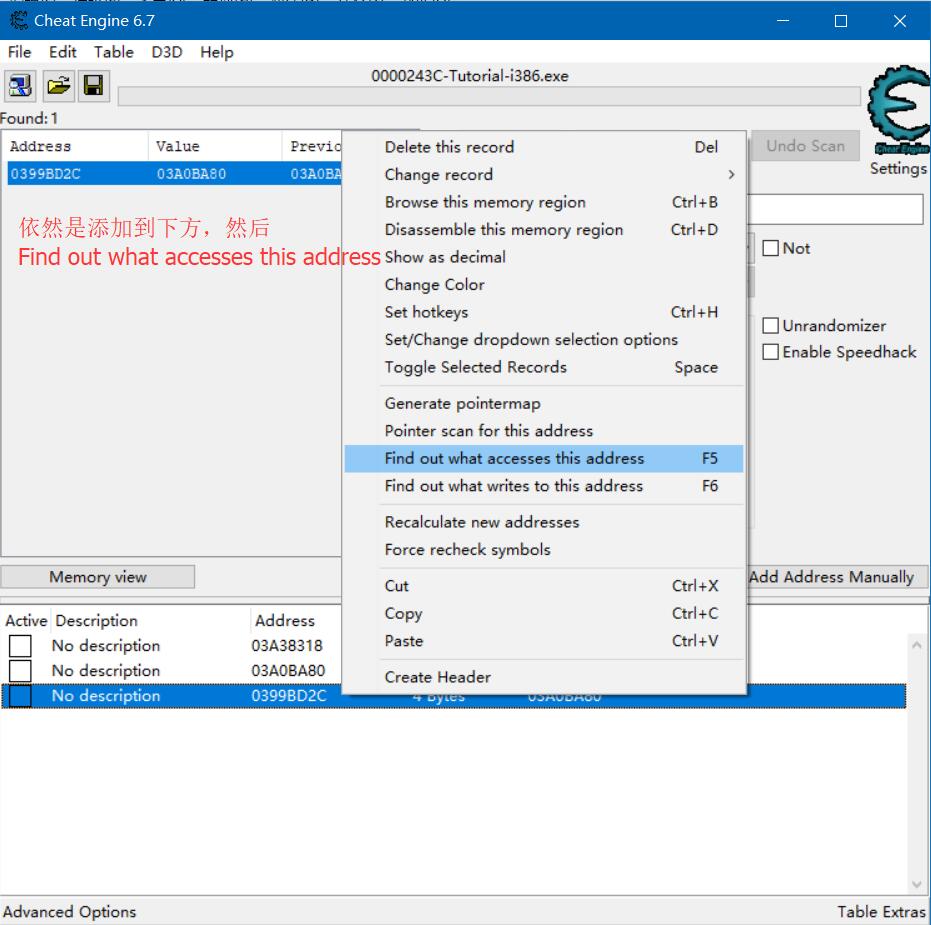 Cheat Engine 6.7
File Edit Table D3D Help
0000243C-Tutorial-i386.exe
Found: 1
Address Value Previo
0399BD2C 03A0BA80 03A0BA
Undo Scan
Cheat Engine
Settings
依然是添加到下方，然后
Find out what accesses this address
Delete this record Del
Change record
Browse this memory region Ctrl+B
Disassemble this memory region Ctrl+D
Show as decimal
Change Color
Set hotkeys Ctrl+H
Set/Change dropdown selection options
Toggle Selected Records Space
Generate pointermap
Pointer scan for this address
Find out what accesses this address F5
Find out what writes to this address F6
Recalculate new addresses
Force recheck symbols
Cut Ctrl+X
Copy Ctrl+C
Paste Ctrl+V
Create Header
Not
Unrandomizer
Enable Speedhack
Memory view
Add Address Manually
Active Description Address
No description 03A38318
No description 03A0BA80
No description 0399BD2C 4 Bytes 03A0BA80
Advanced Options
Table Extras